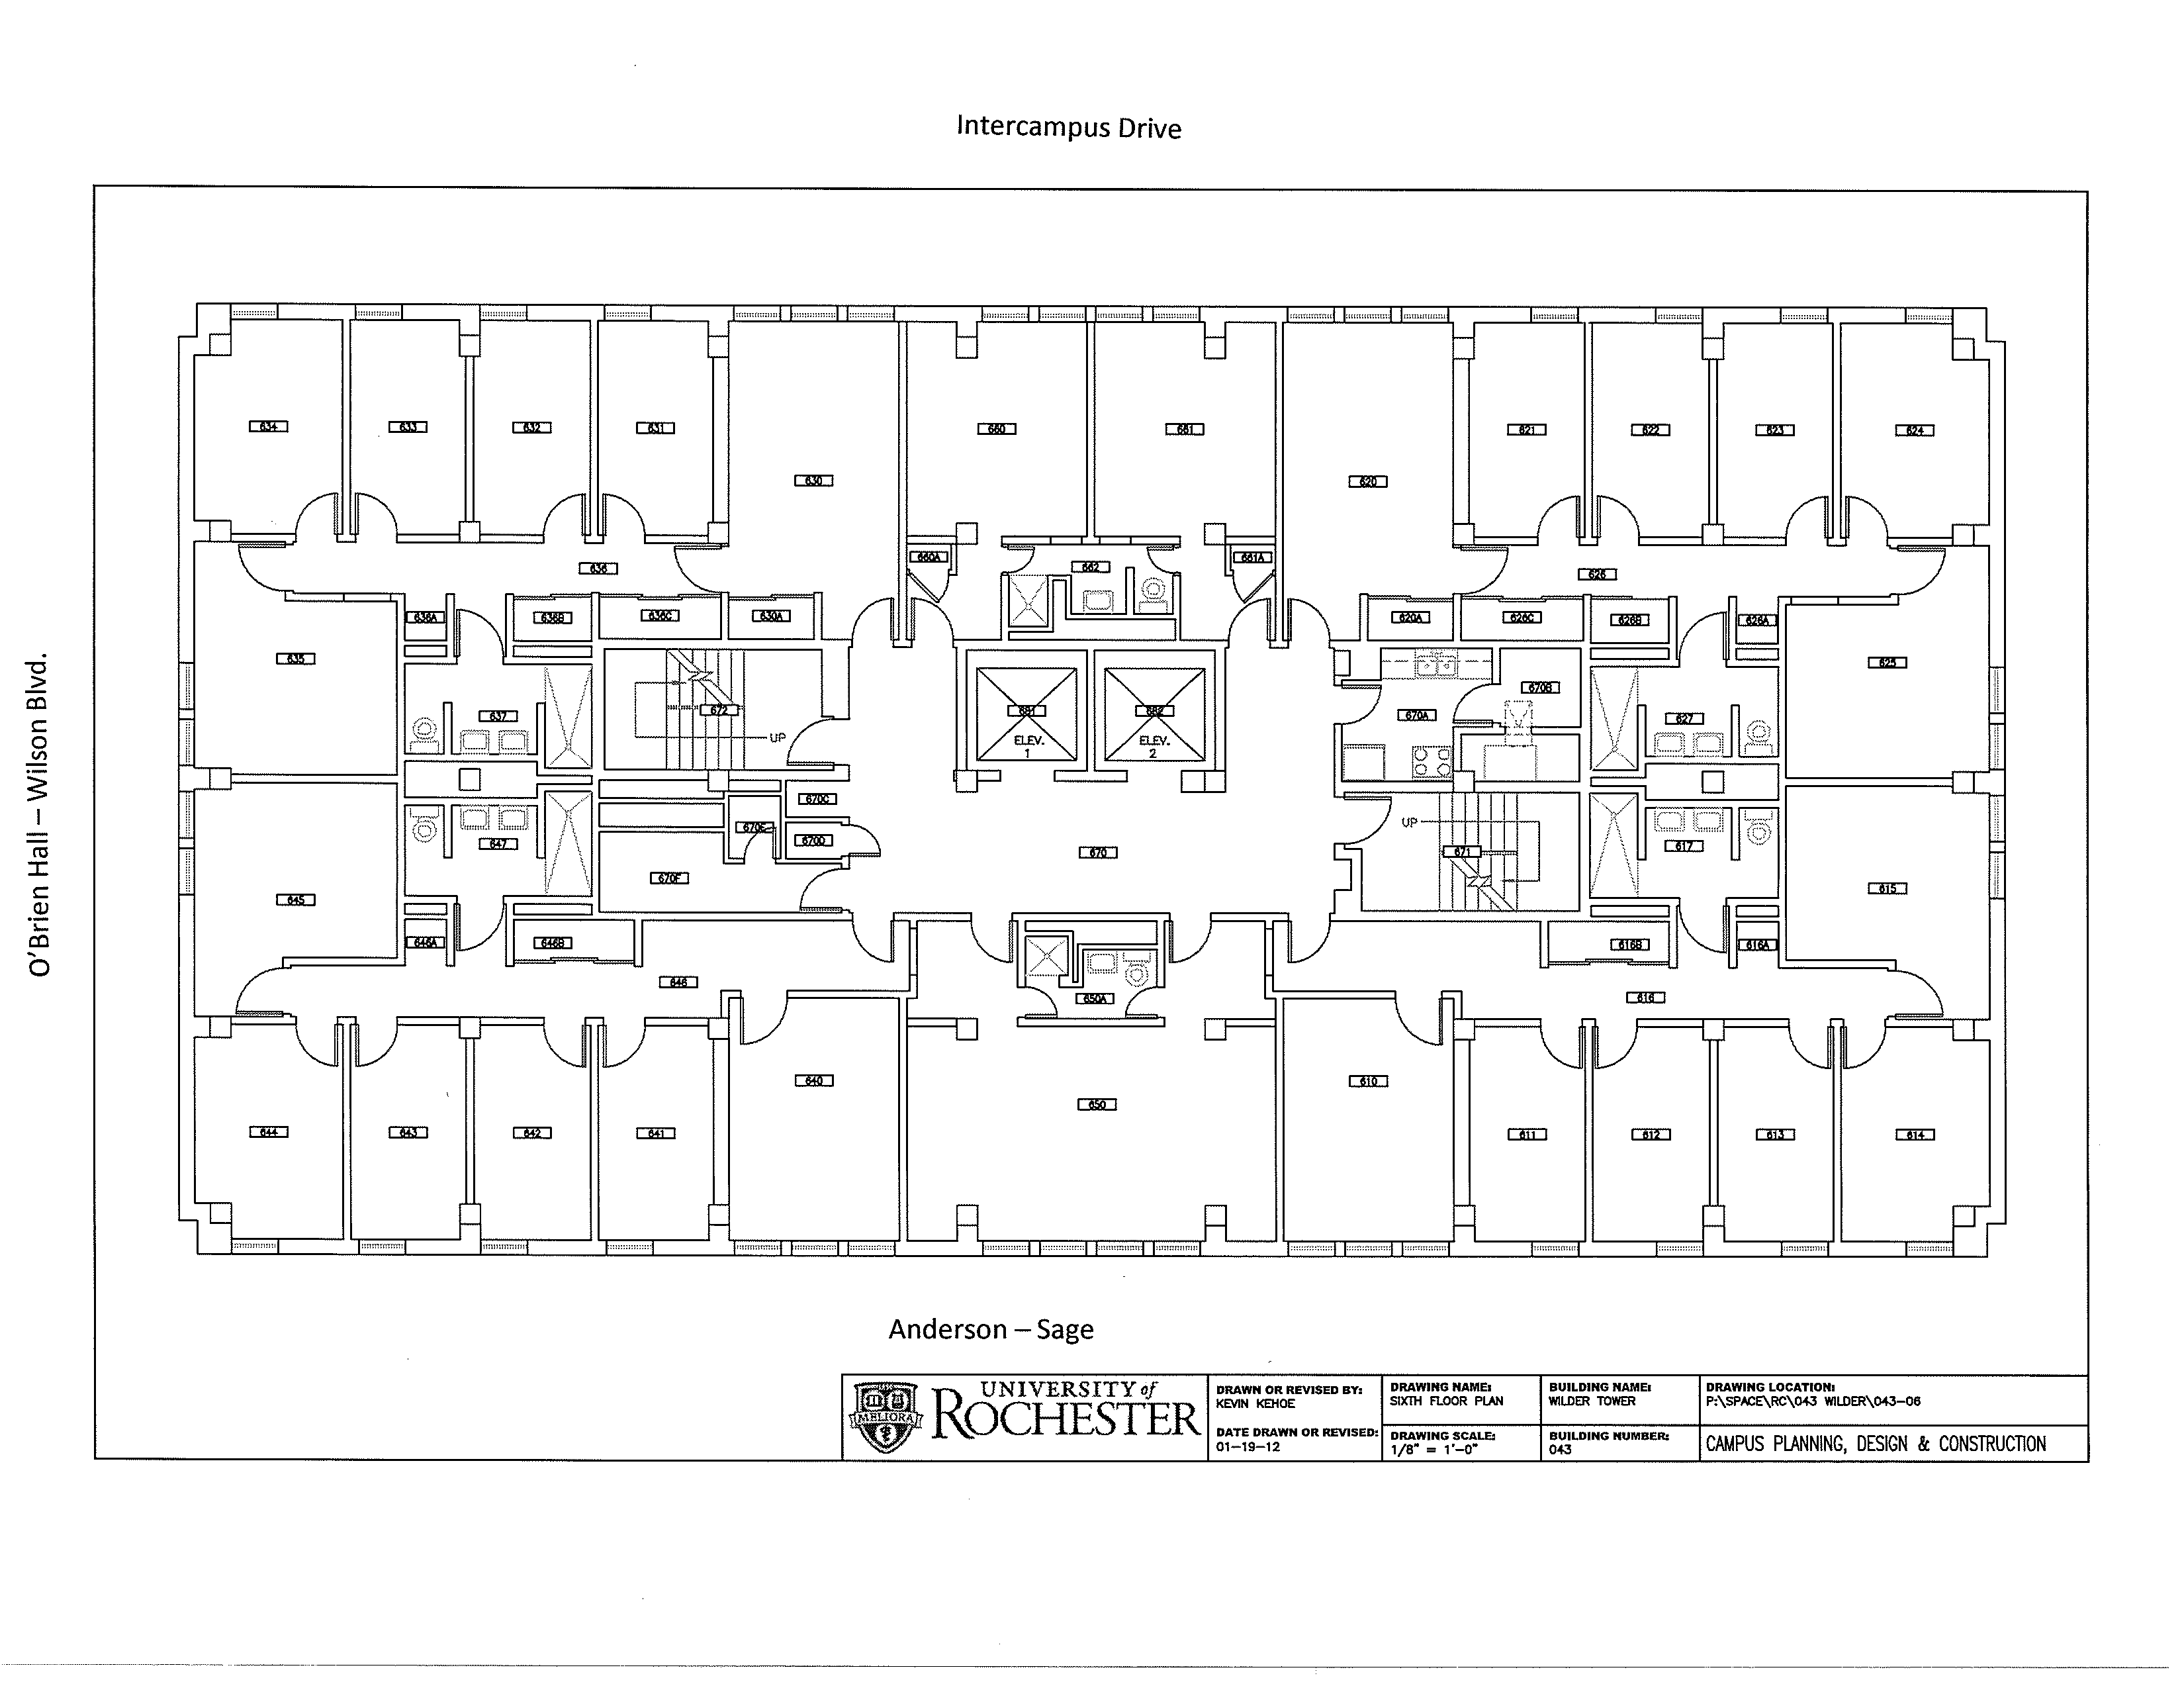 Intercampus Drive
634
633
632
631
660
661
621
622
623
624
630
620
660A
662
661A
636
626
636A
636B
636C
630A
620A
626C
626B
626A
635
625
672
637
681
682
670A
670B
627
UP
ELEV.
1
ELEV.
2
670C
670E
670D
UP
647
670
671
617
670F
645
615
646A
646B
616B
616A
646
650A
616
640
610
650
644
643
642
641
611
612
613
614
O'Brien Hall – Wilson Blvd.
Anderson – Sage
MELIORA
UNIVERSITY of
ROCHESTER
DRAWN OR REVISED BY:
KEVIN KEHOE
DATE DRAWN OR REVISED:
01-19-12
DRAWING NAME:
SIXTH FLOOR PLAN
DRAWING SCALE:
1/8" = 1'-0"
BUILDING NAME:
WILDER TOWER
BUILDING NUMBER:
043
DRAWING LOCATION:
P:\SPACE\RC\043 WILDER\043-06
CAMPUS PLANNING, DESIGN & CONSTRUCTION